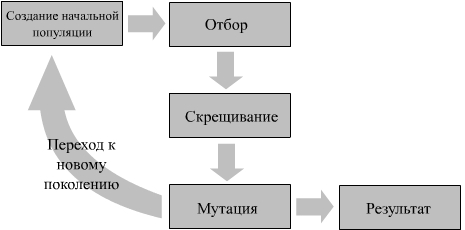 Создание начальной
популяции
Отбор
Скрещивание
Переход к
новому
поколению
Мутация
Результат